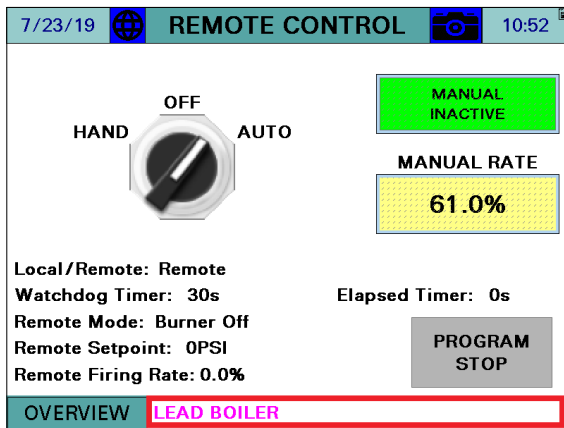 7/23/19 REMOTE CONTROL 10:52
OFF
HAND AUTO
MANUAL
INACTIVE
MANUAL RATE
61.0%
Local/Remote: Remote
Watchdog Timer: 30s Elapsed Timer: 0s
Remote Mode: Burner Off
Remote Setpoint: 0PSI
Remote Firing Rate: 0.0%
PROGRAM
STOP
OVERVIEW LEAD BOILER